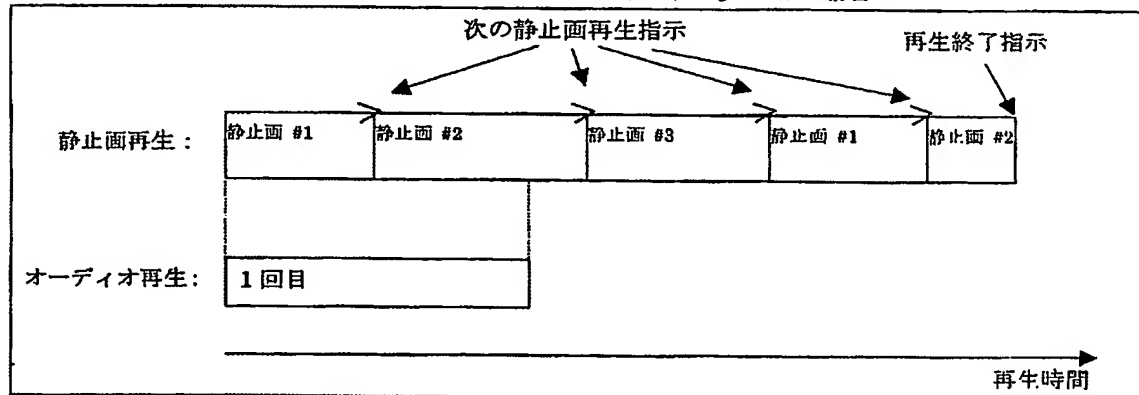 次の静止画再生指示
再生終了指示
静止画再生：
静止画 #1
静止画 #2
静止画 #3
静止画 #1
静止画 #2
オーディオ再生：
1回目
再生時間